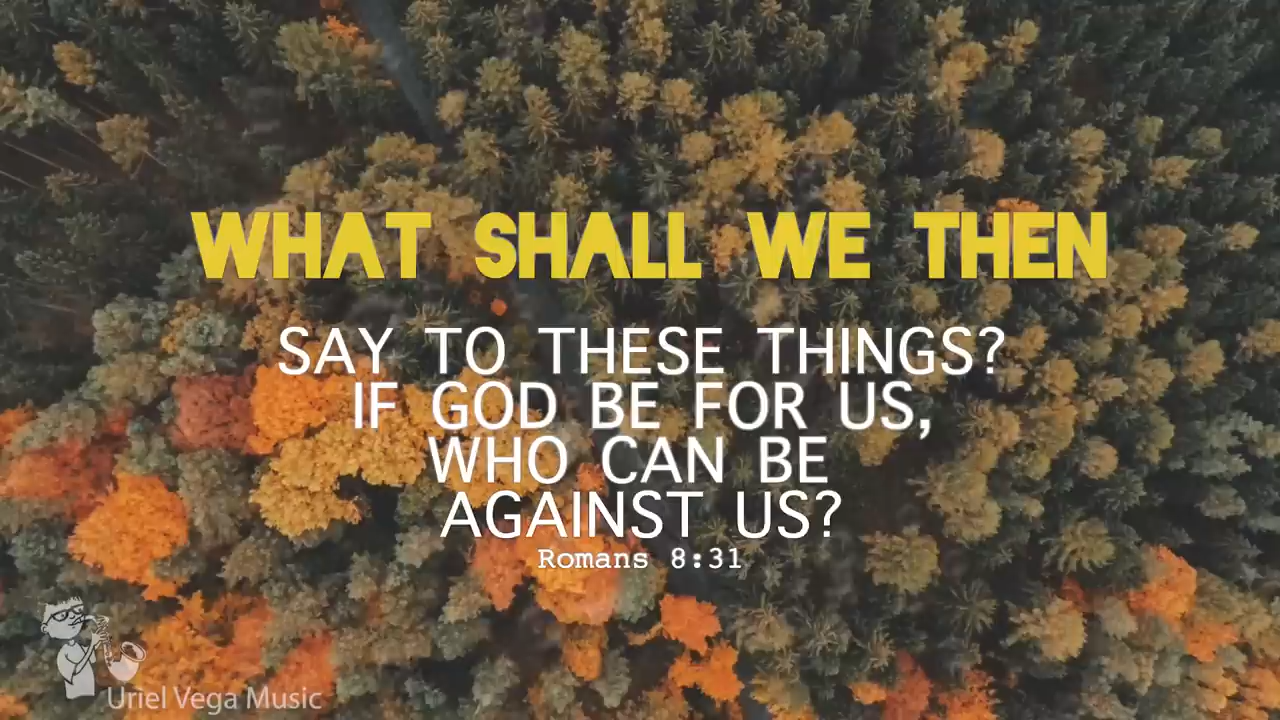 WHAT SHALL WE THEN
SAY TO THESE THINGS?
IF GOD BE FOR US,
WHO CAN BE
AGAINST US?
Romans 8:31
Uriel Vega Music